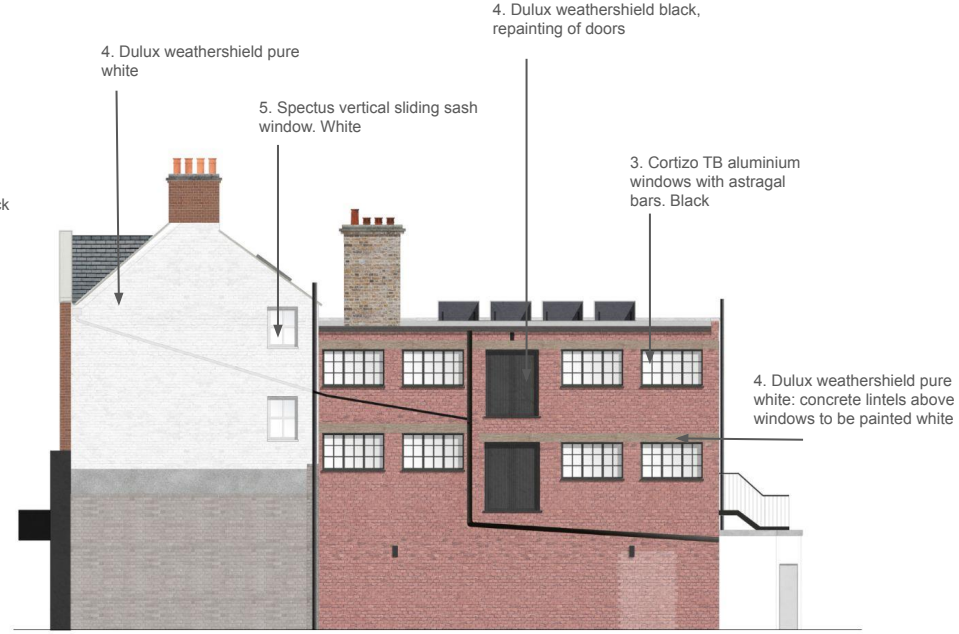 4. Dulux weathershield black,
repainting of doors
4. Dulux weathershield pure
white
5. Spectus vertical sliding sash
window. White
3. Cortizo TB aluminium
windows with astragal
bars. Black
4. Dulux weathershield pure
white: concrete lintels above
windows to be painted white